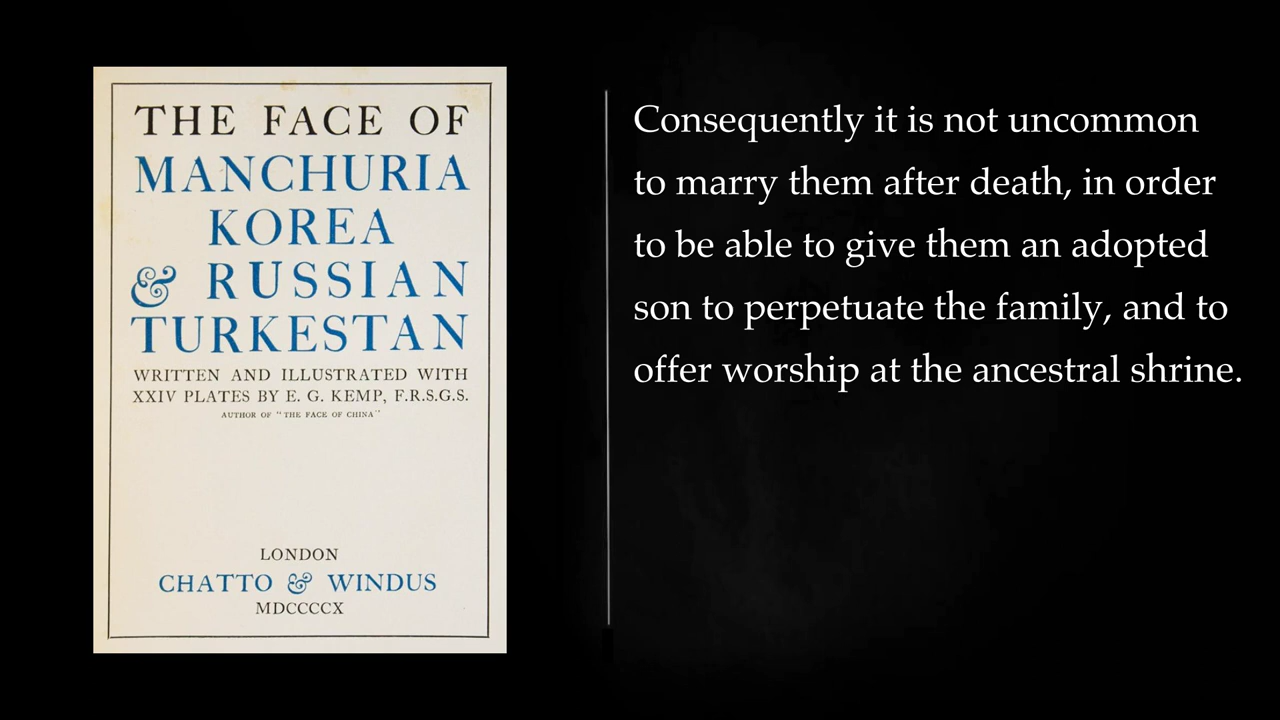 THE FACE OF
MANCHURIA
KOREA
& RUSSIAN
TURKESTAN
WRITTEN AND ILLUSTRATED WITH
XXIV PLATES BY E. G. KEMP, F.R.S.G.S.
AUTHOR OF "THE FACE OF CHINA"
LONDON
CHATTO & WINDUS
MDCCCCX
Consequently it is not uncommon
to marry them after death, in order
to be able to give them an adopted
son to perpetuate the family, and to
offer worship at the ancestral shrine.